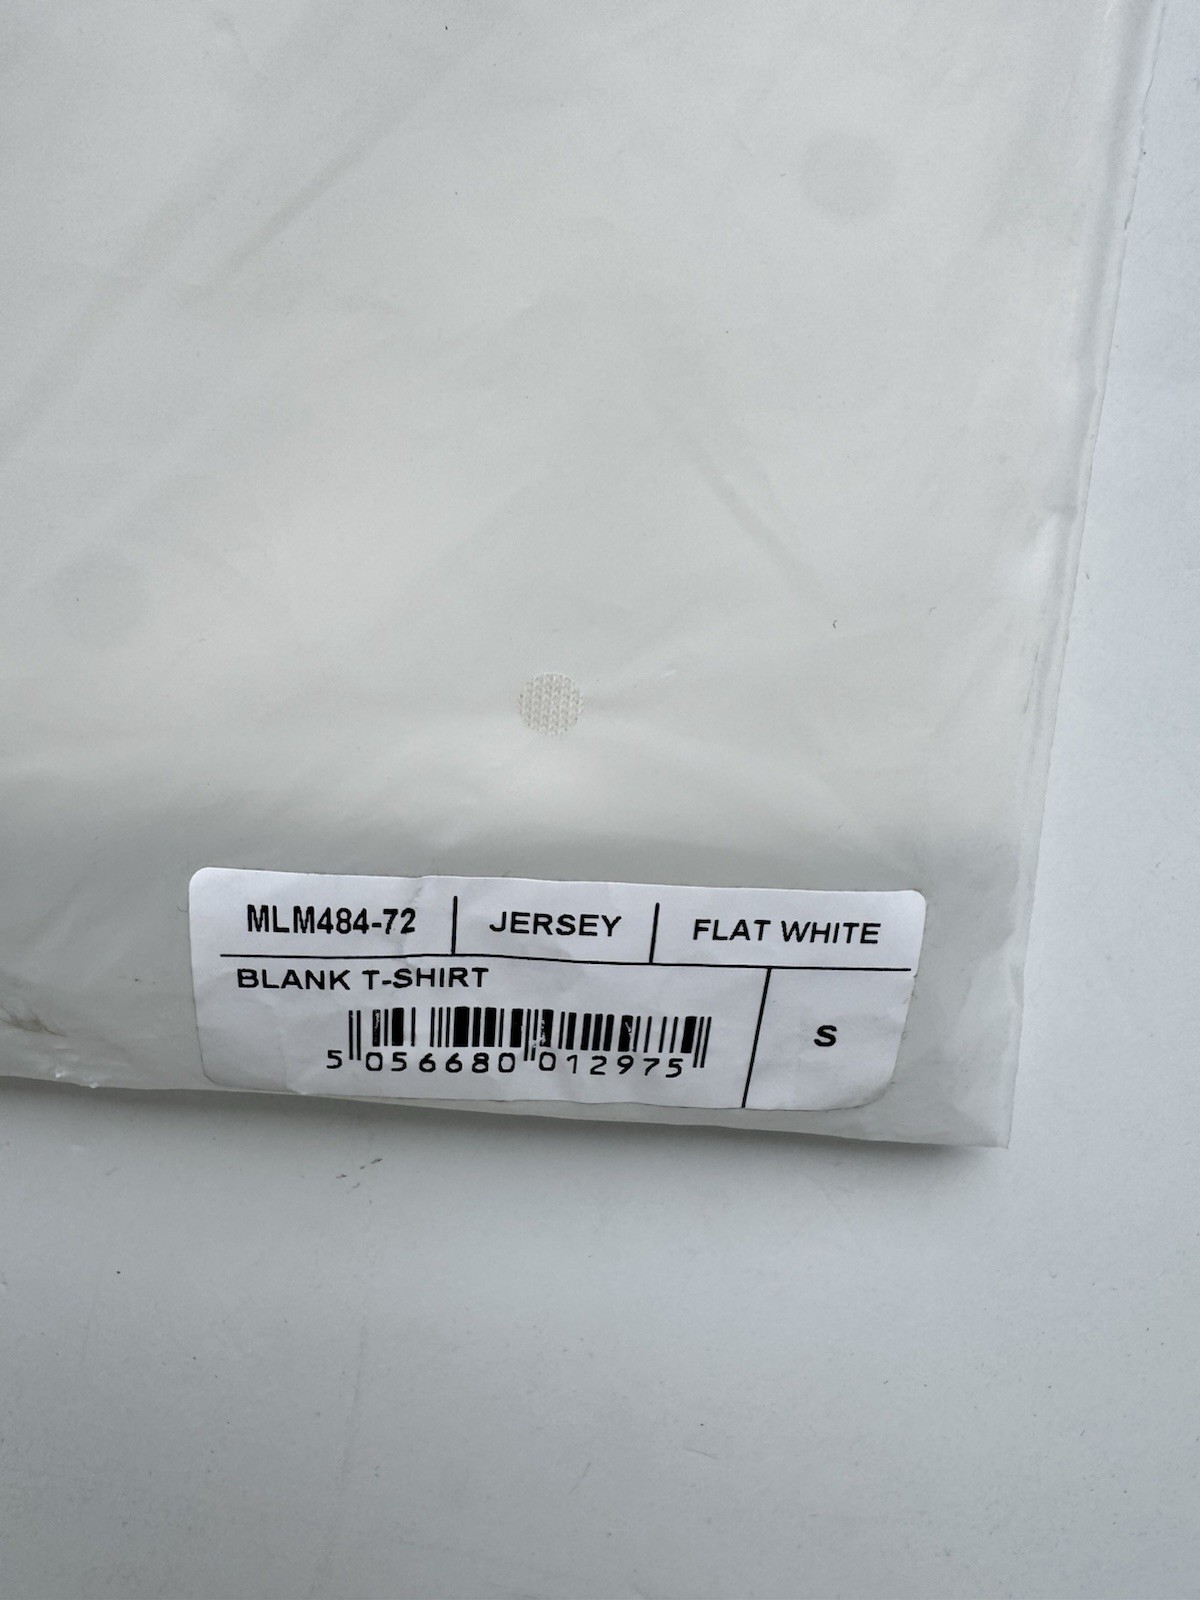 MLM484-72 JERSEY FLAT WHITE
BLANK T-SHIRT
S
5 056680 012975